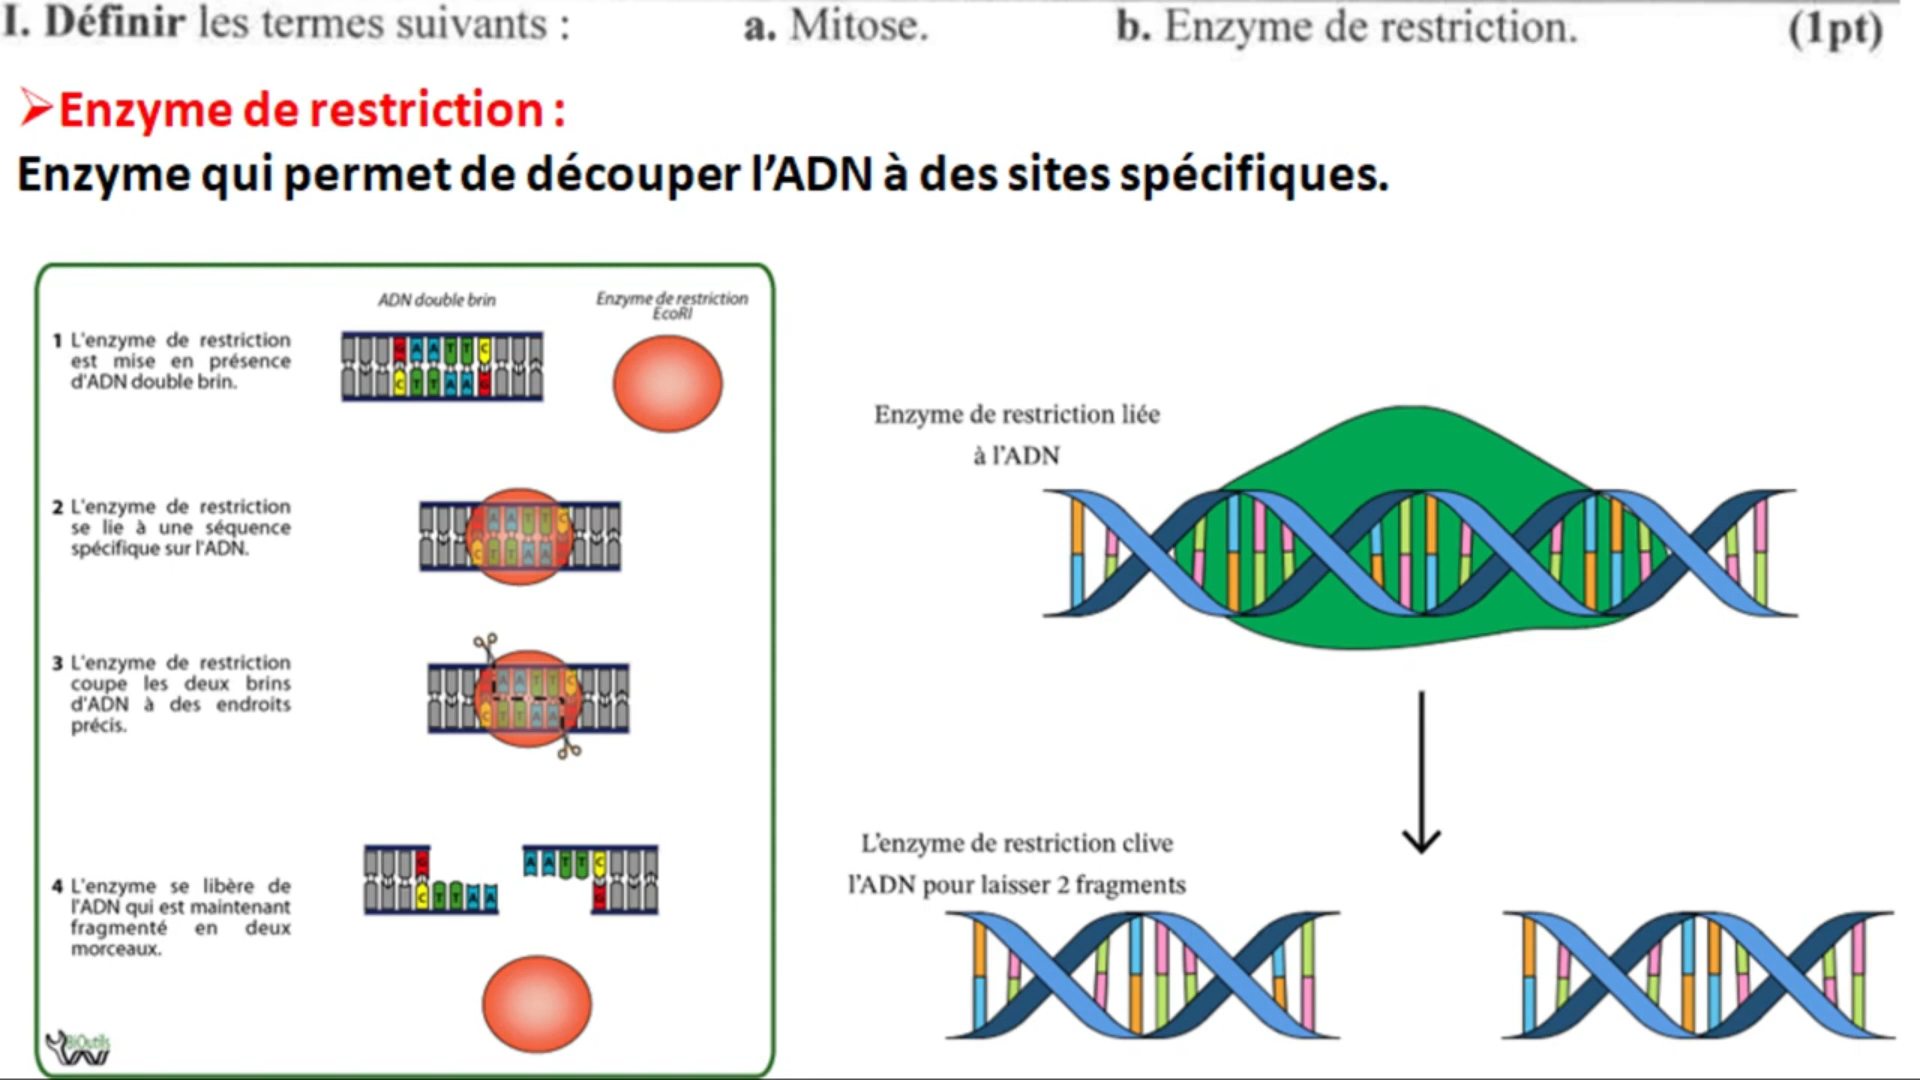 I. Définir les termes suivants : a. Mitose. b. Enzyme de restriction. (1pt)
➤Enzyme de restriction :
Enzyme qui permet de découper l'ADN à des sites spécifiques.
ADN double brin
Enzyme de restriction
EcoRI
1 L'enzyme de restriction
est mise en présence
d'ADN double brin.
G A A T T C
C T T A A G
2 L'enzyme de restriction
se lie à une séquence
spécifique sur l'ADN.
A A T T C
C T T A A
3 L'enzyme de restriction
coupe les deux brins
d'ADN à des endroits
précis.
A A T T C
C T T A A
4 L'enzyme se libère de
l'ADN qui est maintenant
fragmenté en deux
morceaux.
G
C T T A A
A A T T C
G
BiOutils
Enzyme de restriction liée
à l'ADN
L'enzyme de restriction clive
l'ADN pour laisser 2 fragments